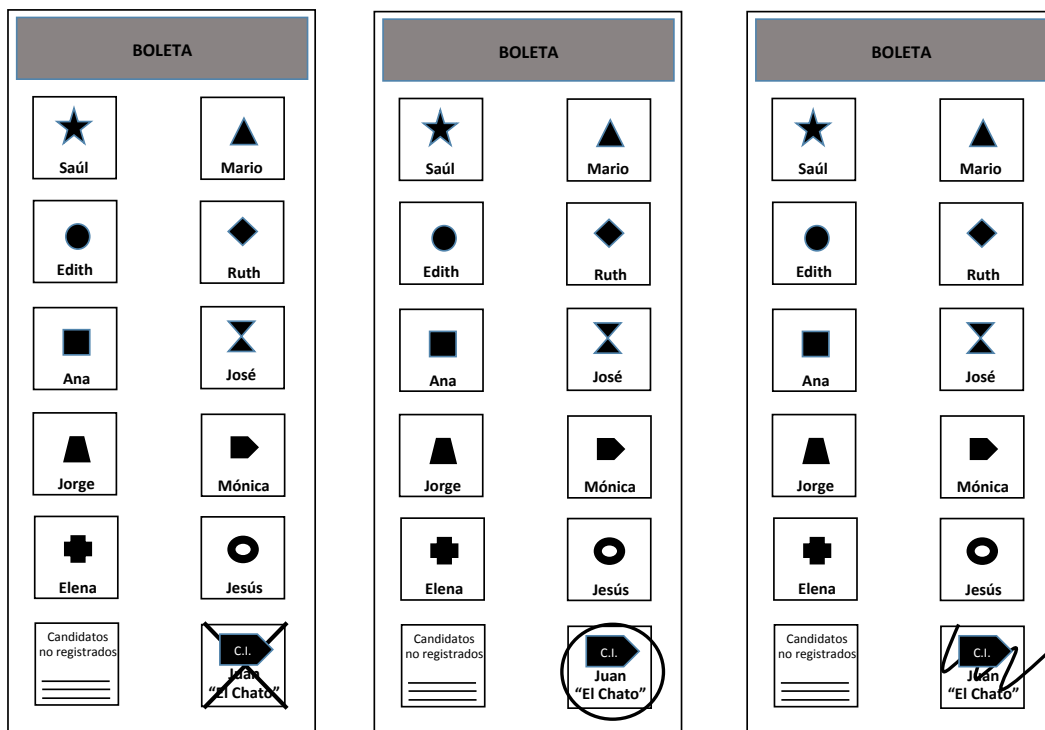 BOLETA
Saúl
Mario
Edith
Ruth
Ana
José
Jorge
Mónica
Elena
Jesús
Candidatos
no registrados
C.I.
Juan
“El Chato”
BOLETA
Saúl
Mario
Edith
Ruth
Ana
José
Jorge
Mónica
Elena
Jesús
Candidatos
no registrados
C.I.
Juan
“El Chato”
BOLETA
Saúl
Mario
Edith
Ruth
Ana
José
Jorge
Mónica
Elena
Jesús
Candidatos
no registrados
C.I.
Juan
“El Chato”